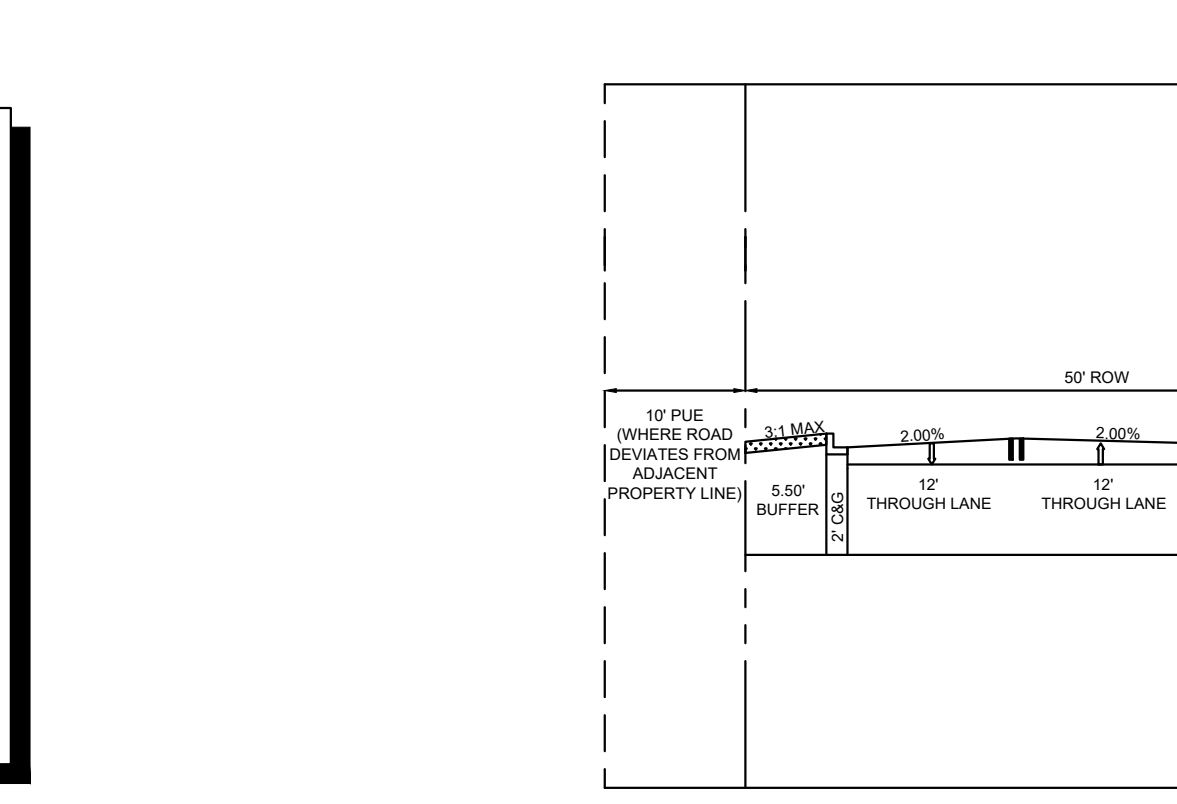 50' ROW
10' PUE
(WHERE ROAD
DEVIATES FROM
ADJACENT
PROPERTY LINE)
3:1 MAX
2.00%
2.00%
5.50'
BUFFER
2' C&G
12'
THROUGH LANE
12'
THROUGH LANE